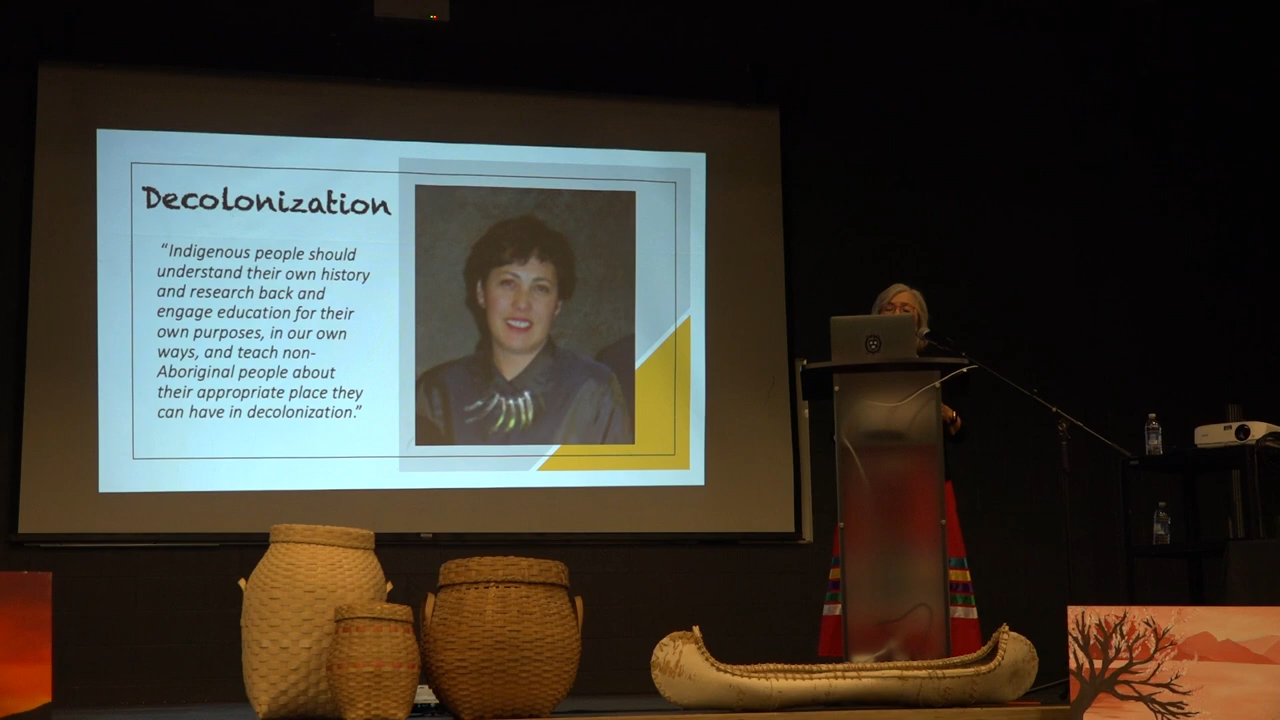 Decolonization
“Indigenous people should
understand their own history
and research back and
engage education for their
own purposes, in our own
ways, and teach non-
Aboriginal people about
their appropriate place they
can have in decolonization.”